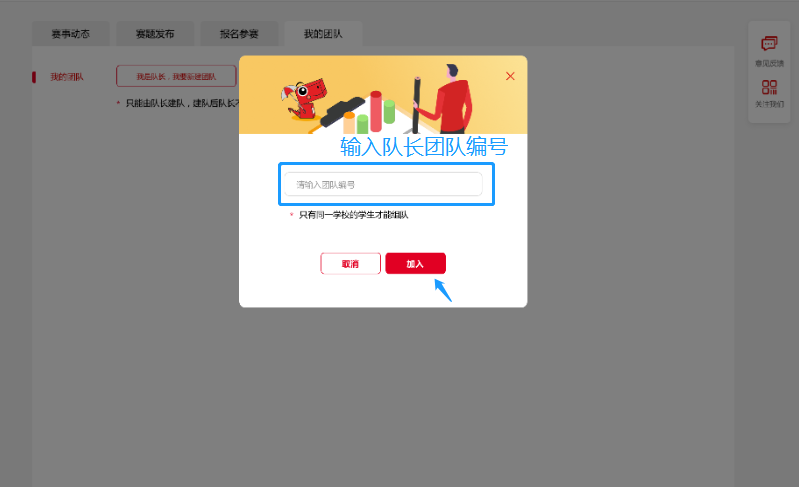 赛事动态
赛题发布
报名参赛
我的团队
意见反馈
关注我们
我的团队
我是队长，我要新建团队
* 只能由队长建队，建队后队长不
输入队长团队编号
请输入团队编号
* 只有同一学校的学生才能组队
取消
加入